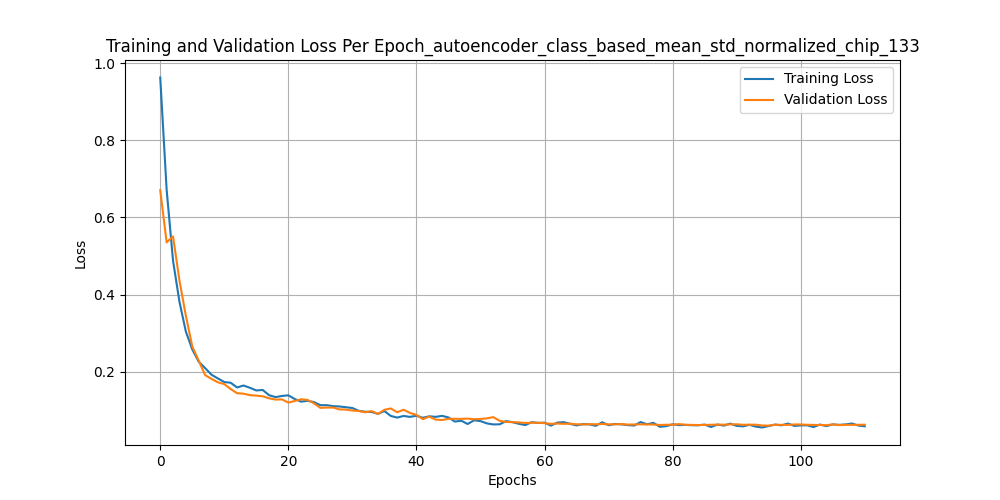 Training and Validation Loss Per Epoch_autoencoder_class_based_mean_std_normalized_chip_133
Training Loss
Validation Loss
1.0
0.8
0.6
0.4
0.2
Loss
0 20 40 60 80 100
Epochs